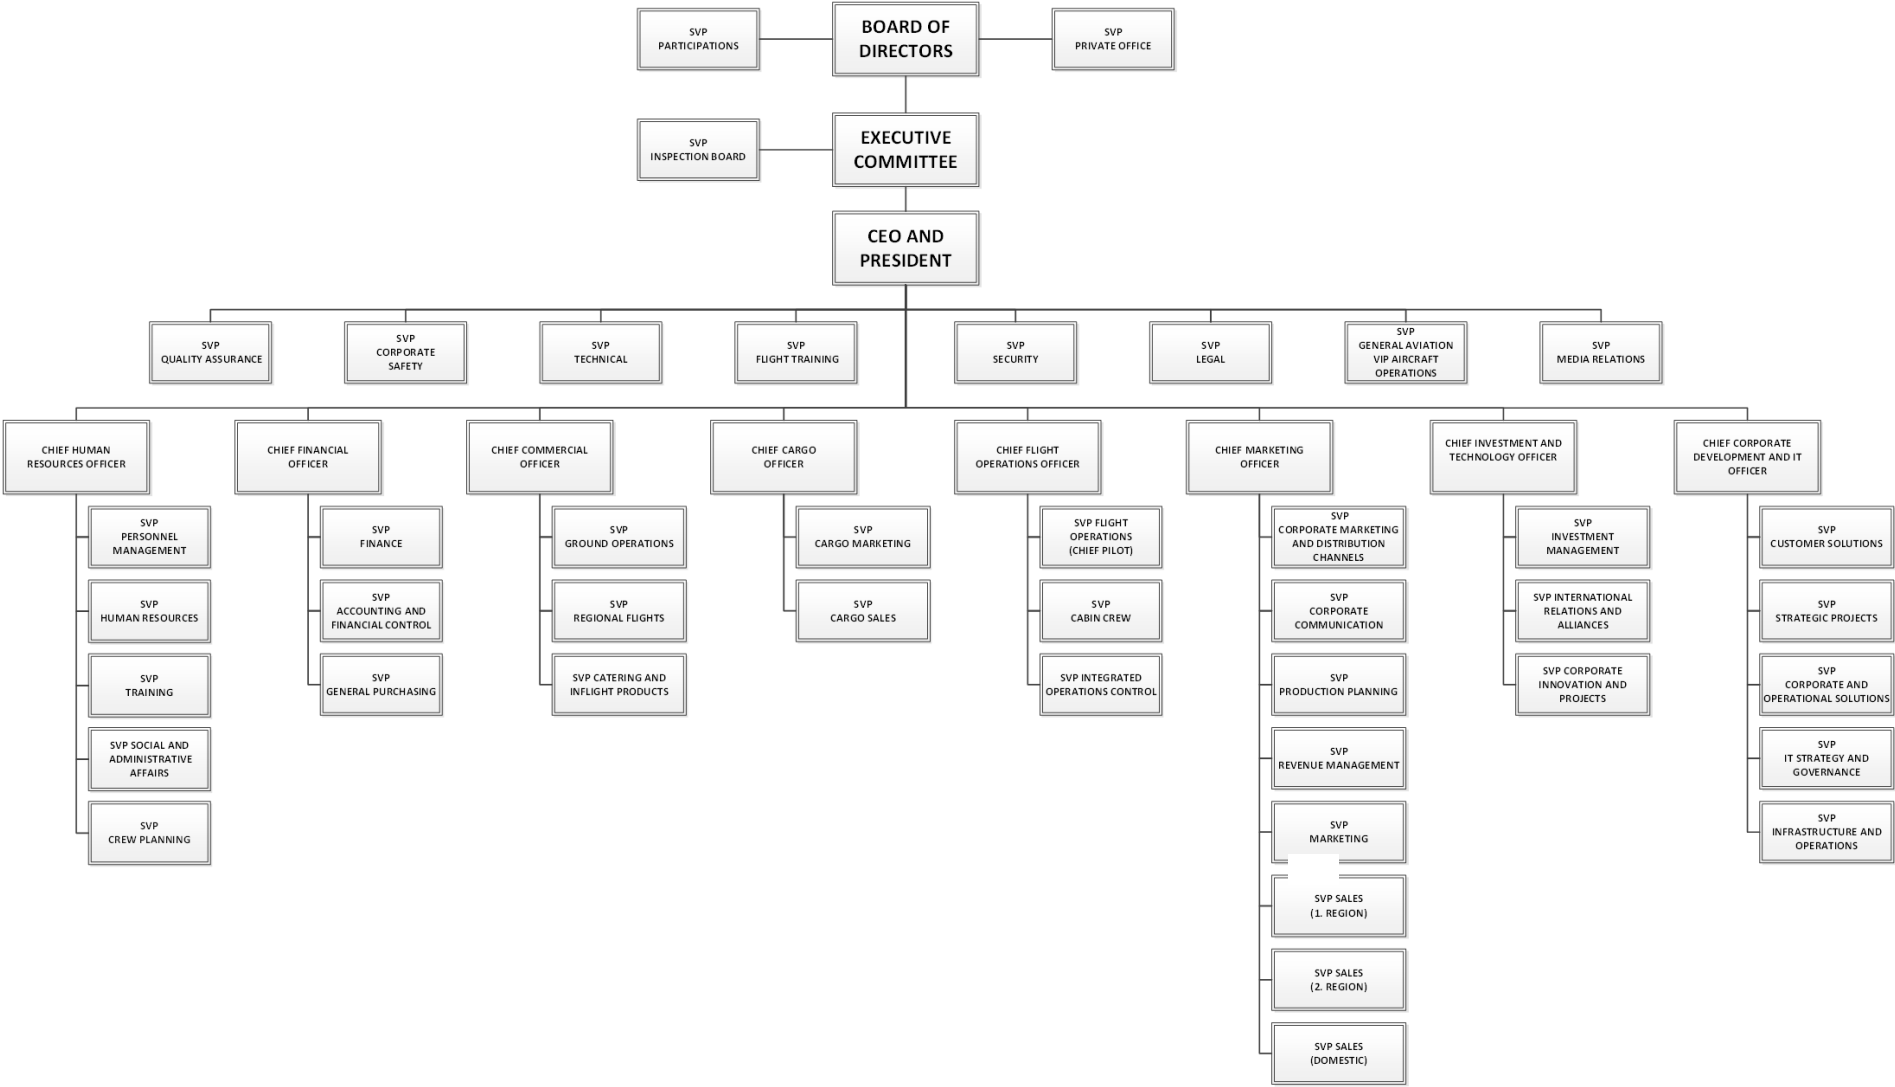 SVP
PARTICIPATIONS
BOARD OF
DIRECTORS
SVP
PRIVATE OFFICE
SVP
INSPECTION BOARD
EXECUTIVE
COMMITTEE
CEO AND
PRESIDENT
SVP
QUALITY ASSURANCE
SVP
CORPORATE
SAFETY
SVP
TECHNICAL
SVP
FLIGHT TRAINING
SVP
SECURITY
SVP
LEGAL
SVP
GENERAL AVIATION
VIP AIRCRAFT
OPERATIONS
SVP
MEDIA RELATIONS
CHIEF HUMAN
RESOURCES OFFICER
SVP
PERSONNEL
MANAGEMENT
SVP
HUMAN RESOURCES
SVP
TRAINING
SVP SOCIAL AND
ADMINISTRATIVE
AFFAIRS
SVP
CREW PLANNING
CHIEF FINANCIAL
OFFICER
SVP
FINANCE
SVP
ACCOUNTING AND
FINANCIAL CONTROL
SVP
GENERAL PURCHASING
CHIEF COMMERCIAL
OFFICER
SVP
GROUND OPERATIONS
SVP
REGIONAL FLIGHTS
SVP CATERING AND
INFLIGHT PRODUCTS
CHIEF CARGO
OFFICER
SVP
CARGO MARKETING
SVP
CARGO SALES
CHIEF FLIGHT
OPERATIONS OFFICER
SVP FLIGHT
OPERATIONS
(CHIEF PILOT)
SVP
CABIN CREW
SVP INTEGRATED
OPERATIONS CONTROL
CHIEF MARKETING
OFFICER
SVP
CORPORATE MARKETING
AND DISTRIBUTION
CHANNELS
SVP
CORPORATE
COMMUNICATION
SVP
PRODUCTION PLANNING
SVP
REVENUE MANAGEMENT
SVP
MARKETING
SVP SALES
(1. REGION)
SVP SALES
(2. REGION)
SVP SALES
(DOMESTIC)
CHIEF INVESTMENT AND
TECHNOLOGY OFFICER
SVP
INVESTMENT
MANAGEMENT
SVP INTERNATIONAL
RELATIONS AND
ALLIANCES
SVP CORPORATE
INNOVATION AND
PROJECTS
CHIEF CORPORATE
DEVELOPMENT AND IT
OFFICER
SVP
CUSTOMER SOLUTIONS
SVP
STRATEGIC PROJECTS
SVP
CORPORATE AND
OPERATIONAL SOLUTIONS
SVP
IT STRATEGY AND
GOVERNANCE
SVP
INFRASTRUCTURE AND
OPERATIONS